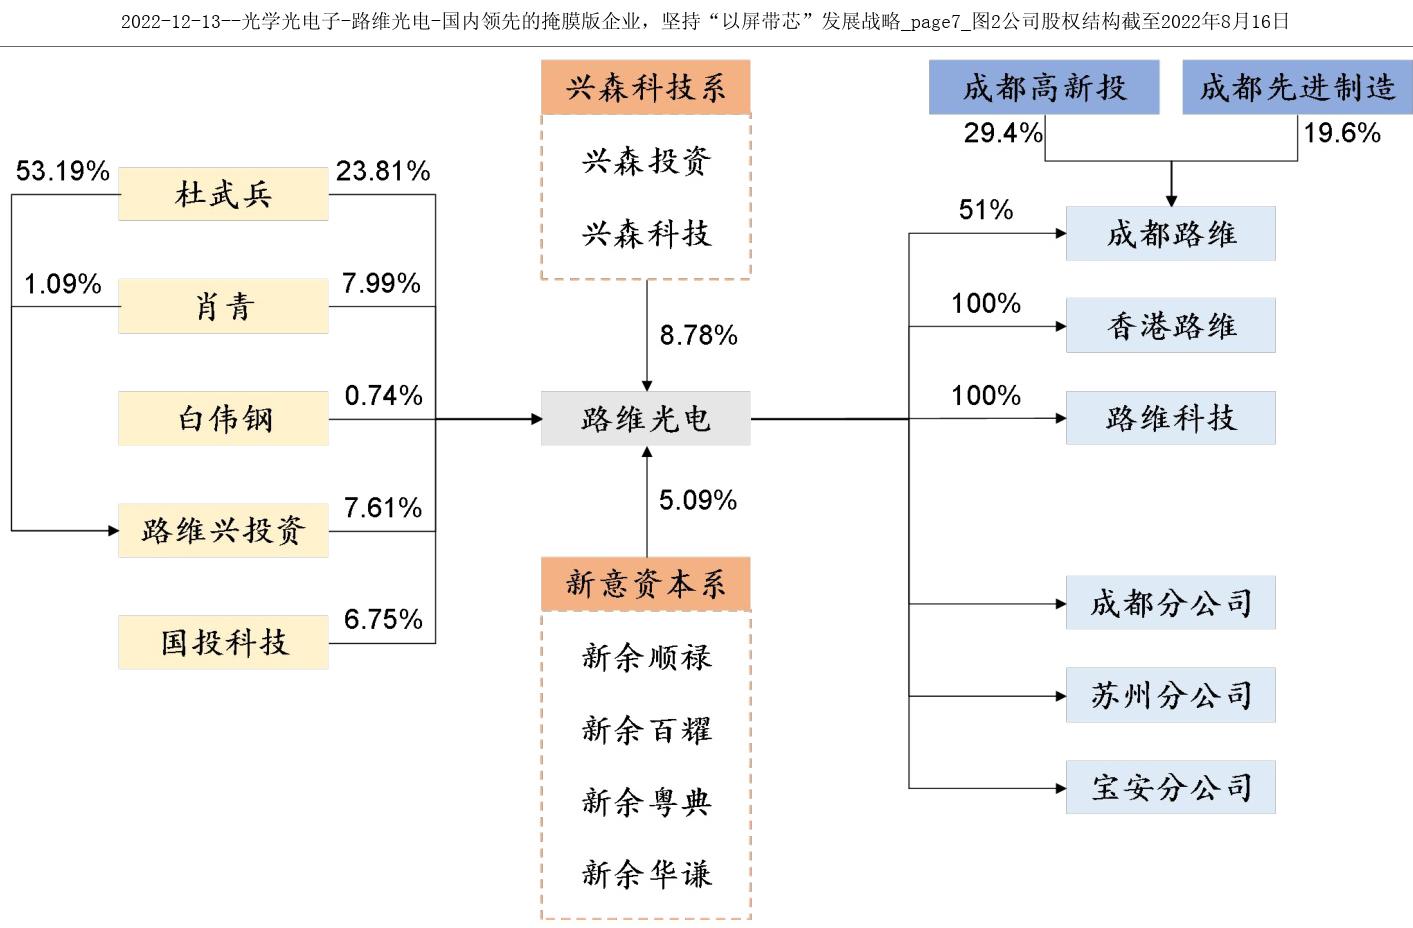 2022-12-13--光学光电子-路维光电-国内领先的掩膜版企业，坚持“以屏带芯”发展战略_page7_图2公司股权结构截至2022年8月16日
兴森科技系
兴森投资
兴森科技
8.78%
成都高新投
成都先进制造
29.4%
19.6%
53.19%
杜武兵
23.81%
1.09%
肖青
7.99%
白伟钢
0.74%
路维兴投资
7.61%
国投科技
6.75%
路维光电
5.09%
新意资本系
新余顺禄
新余百耀
新余粤典
新余华谦
51%
成都路维
100%
香港路维
100%
路维科技
成都分公司
苏州分公司
宝安分公司